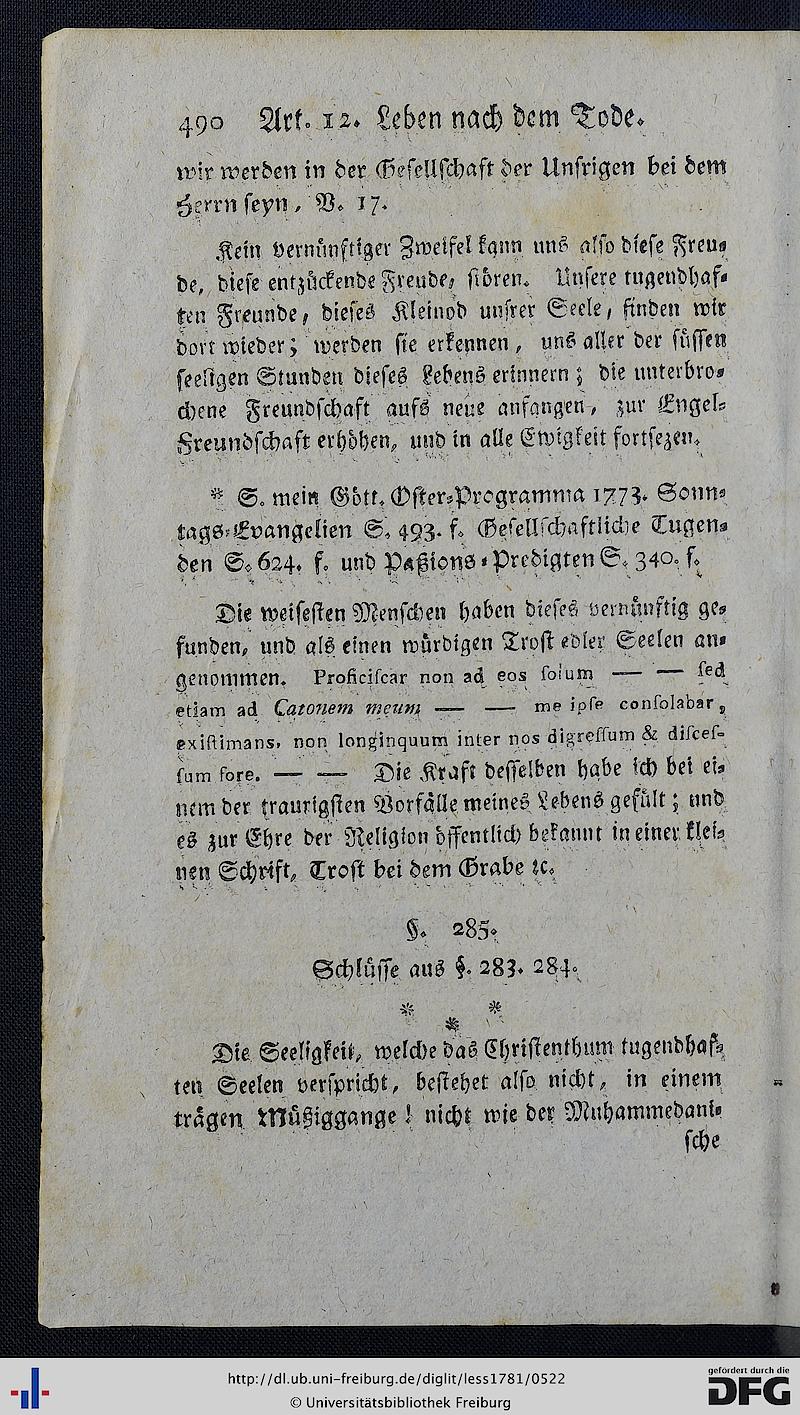 490 Art. 12. Leben nach dem Tode.
wir werden in der Gesellschaft der Unsrigen bei dem
Herrn seyn, V. 17.
Kein vernünftiger Zweifel kann uns also diese Freu-
de, diese entzückende Freude, stören. Unsere tugendhaf-
ten Freunde, dieses Kleinod unsrer Seele, finden wir
dort wieder; werden sie erkennen, uns aller der süssen
seeligen Stunden dieses Lebens erinnern; die unterbro-
chene Freundschaft aufs neue anfangen, zur Engel-
Freundschaft erhöhen, und in alle Ewigkeit fortsezen.
* S. mein Gött. Oster-Programma 1773. Sonn-
tags-Evangelien S. 493. f. Gesellschaftliche Tugen-
den S. 624. f. und Paßions-Predigten S. 340. f.
Die weisesten Menschen haben dieses vernünftig ge-
funden, und als einen würdigen Trost edler Seelen an-
genommen. Proficiſcar non ad eos ſolum — — ſed
etiam ad Catonem meum — — me ipſe conſolabar,
exiſtimans, non longinquum inter nos digreſſum & diſceſ-
ſum fore. — — Die Kraft desselben habe ich bei ei-
nem der traurigsten Vorfälle meines Lebens gefült; und
es zur Ehre der Religion öffentlich bekannt in einer klei-
nen Schrift, Trost bei dem Grabe ꝛc.
§. 285.
Schlüsse aus §. 283. 284.
* * *
Die Seeligkeit, welche das Christenthum tugendhaf-
ten Seelen verspricht, bestehet also nicht, in einem
trägen Müßiggange! nicht wie der Muhammedani-
sche
http://dl.ub.uni-freiburg.de/diglit/less1781/0522
© Universitätsbibliothek Freiburg
gefördert durch die
DFG